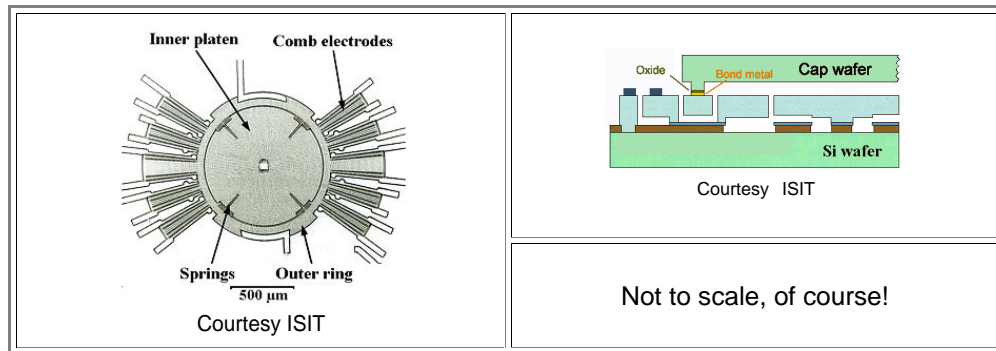 Inner platen Comb electrodes
Springs Outer ring
500 µm
Courtesy ISIT
Oxide
Bond metal
Cap wafer
Si wafer
Courtesy ISIT
Not to scale, of course!